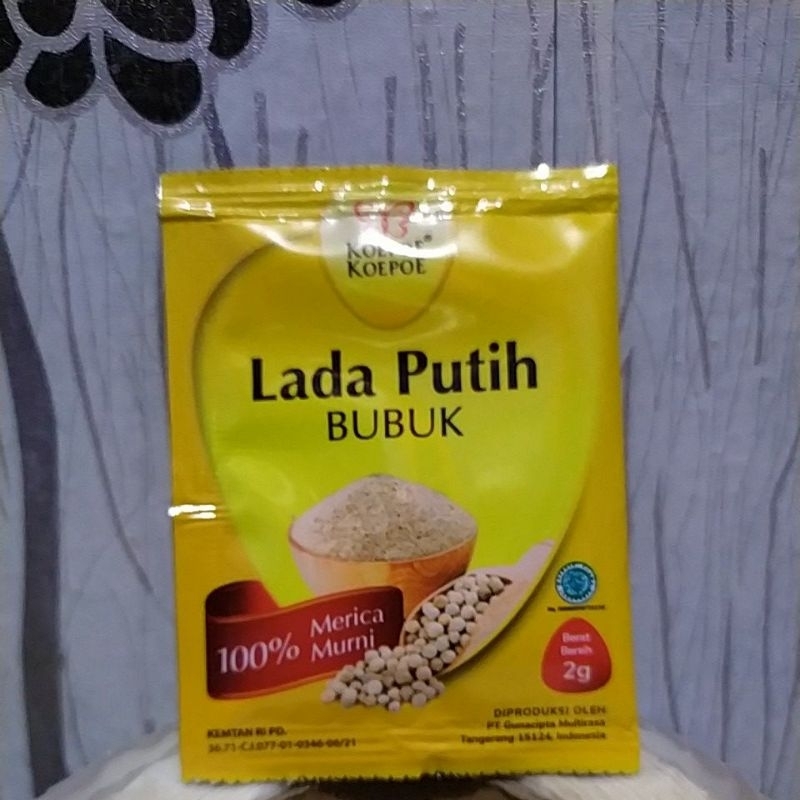 KOEPOE®
KOEPOE
Lada Putih
BUBUK
100% Merica
Murni
Berat
Bersih
2g
KEMTAN RI PD.
DIPRODUKSI OLEH
PT Gunacipta Multirasa
Tangerang 15124, Indonesia